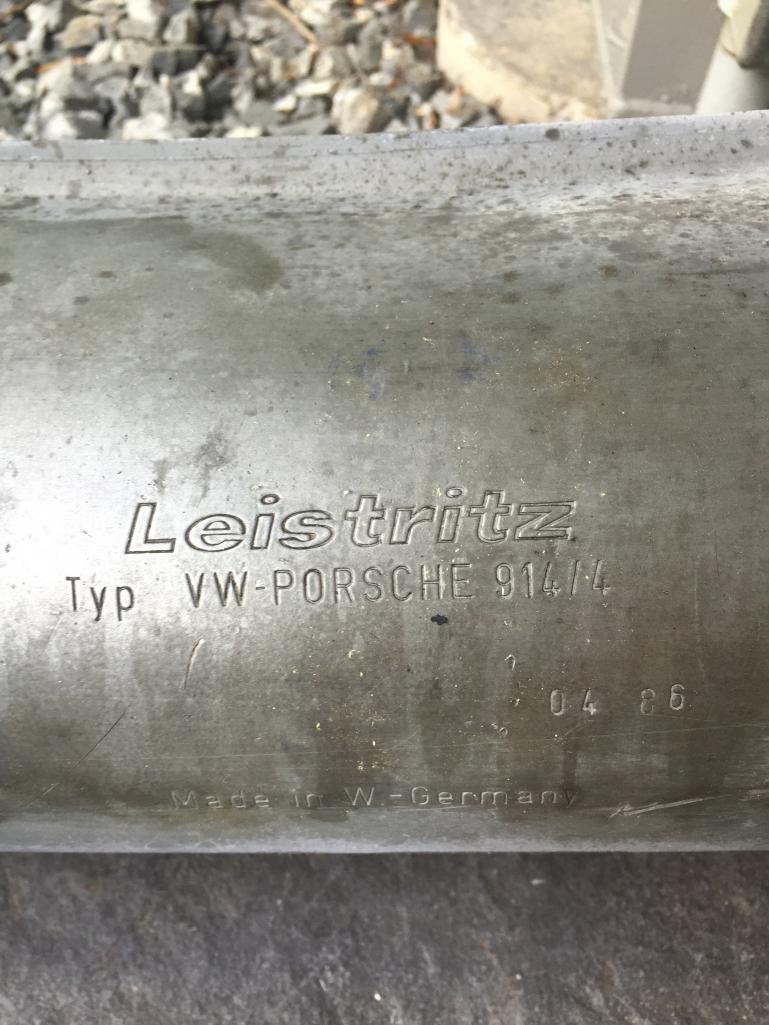 Leistritz
Typ VW-PORSCHE 914/4
04 86
Made in W.-Germany